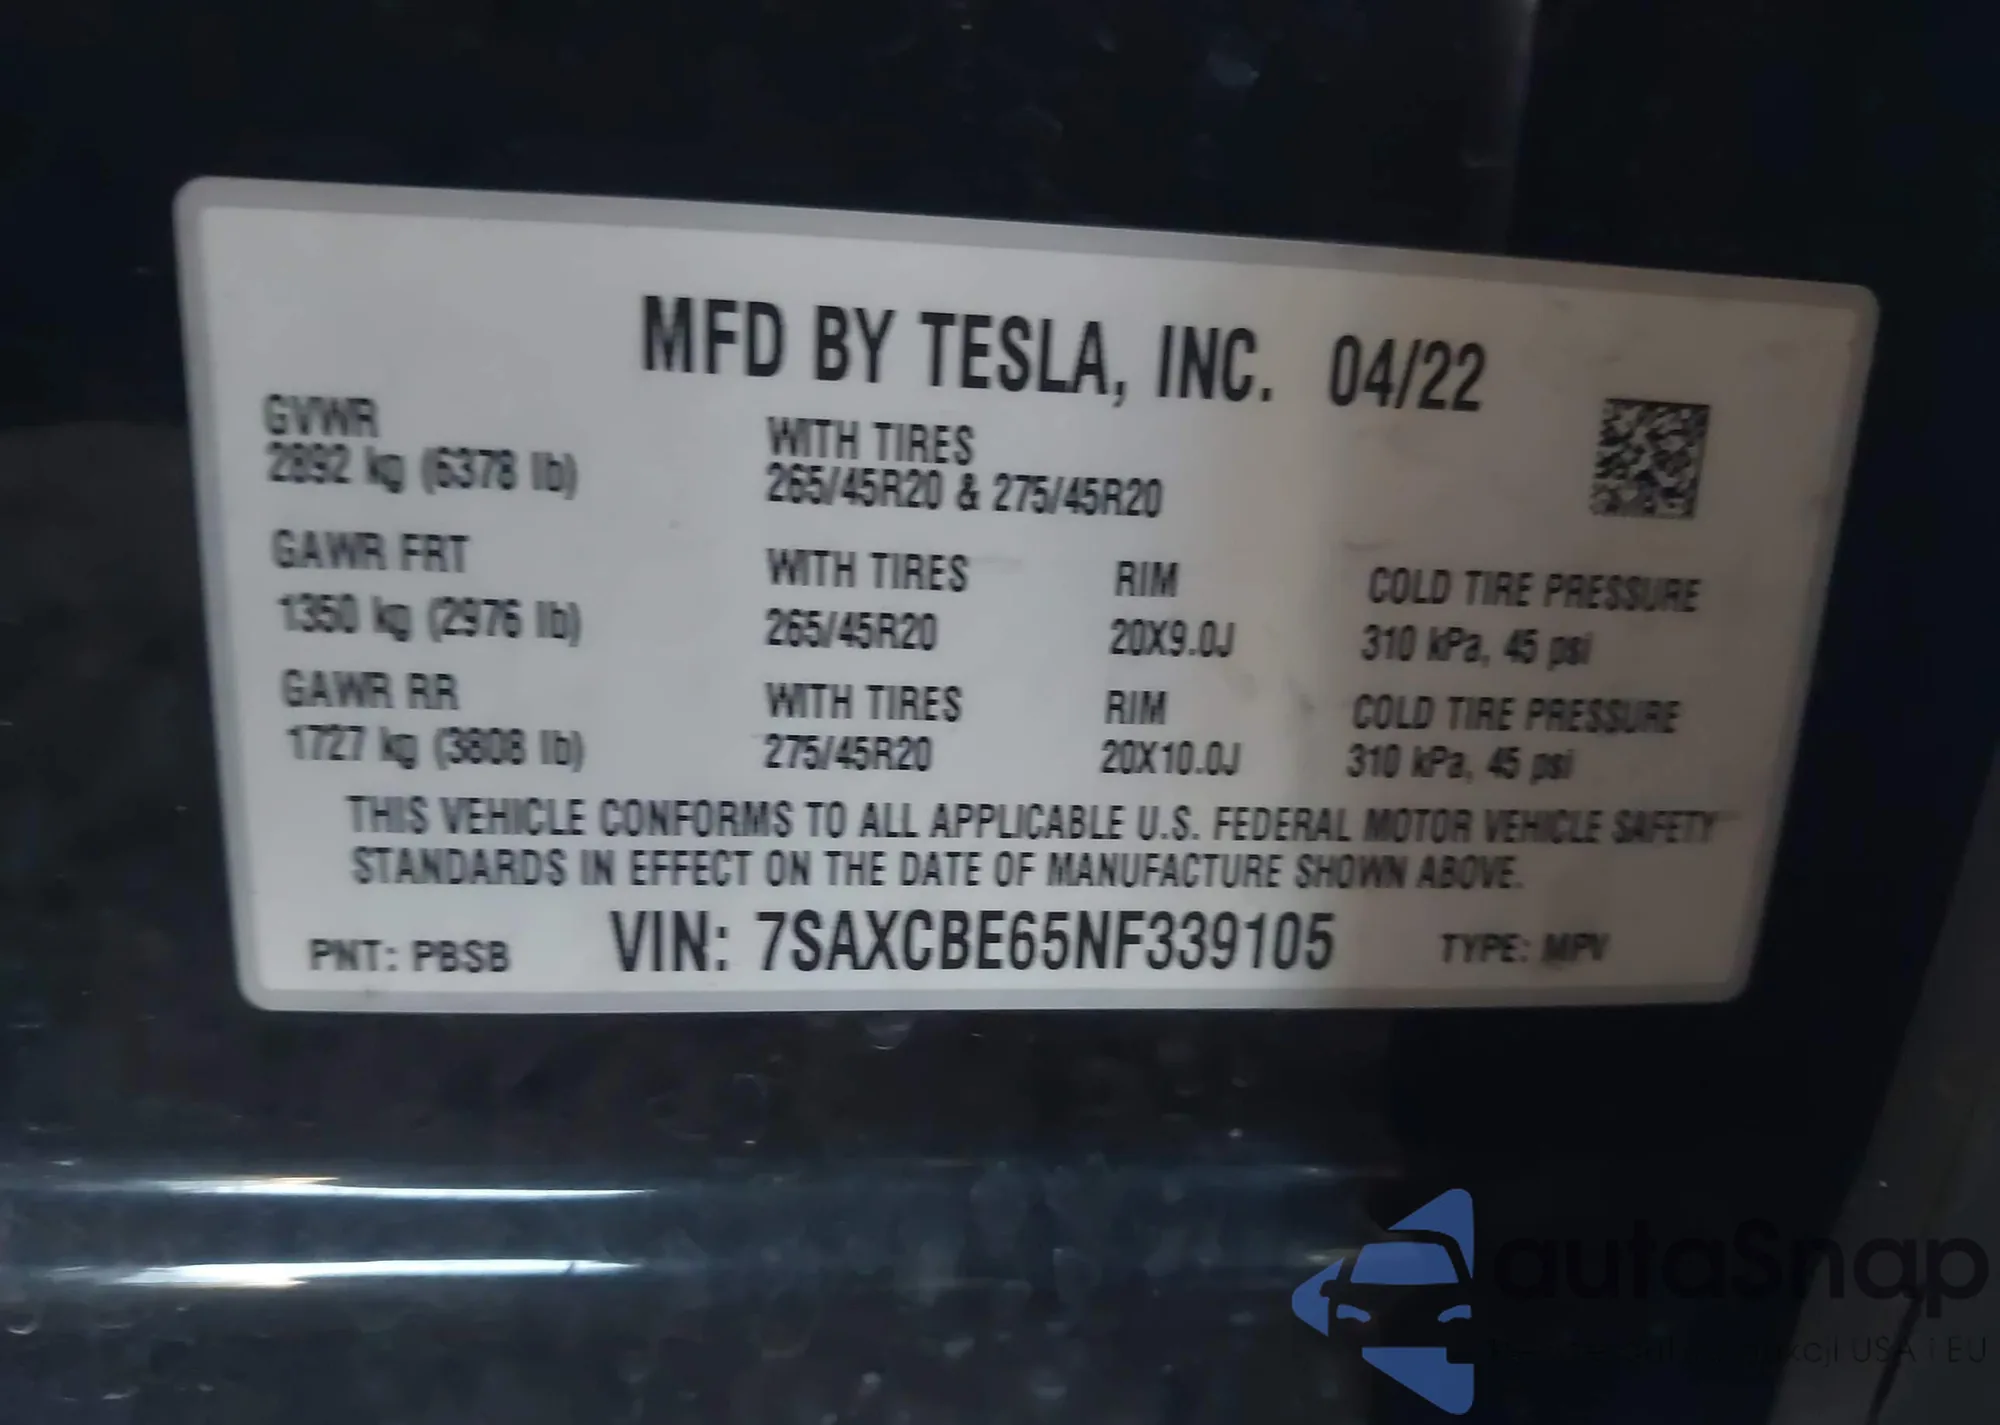 MFD BY TESLA, INC. 04/22
GVWR
2892 kg (6378 lb)
WITH TIRES
265/45R20 & 275/45R20
GAWR FRT
1350 kg (2976 lb)
WITH TIRES
265/45R20
RIM
20X9.0J
COLD TIRE PRESSURE
310 kPa, 45 psi
GAWR RR
1727 kg (3808 lb)
WITH TIRES
275/45R20
RIM
20X10.0J
COLD TIRE PRESSURE
310 kPa, 45 psi
THIS VEHICLE CONFORMS TO ALL APPLICABLE U.S. FEDERAL MOTOR VEHICLE SAFETY
STANDARDS IN EFFECT ON THE DATE OF MANUFACTURE SHOWN ABOVE.
PNT: PBSB
VIN: 7SAXCBE65NF339105
TYPE: MPV
autaSnap
USA i EU